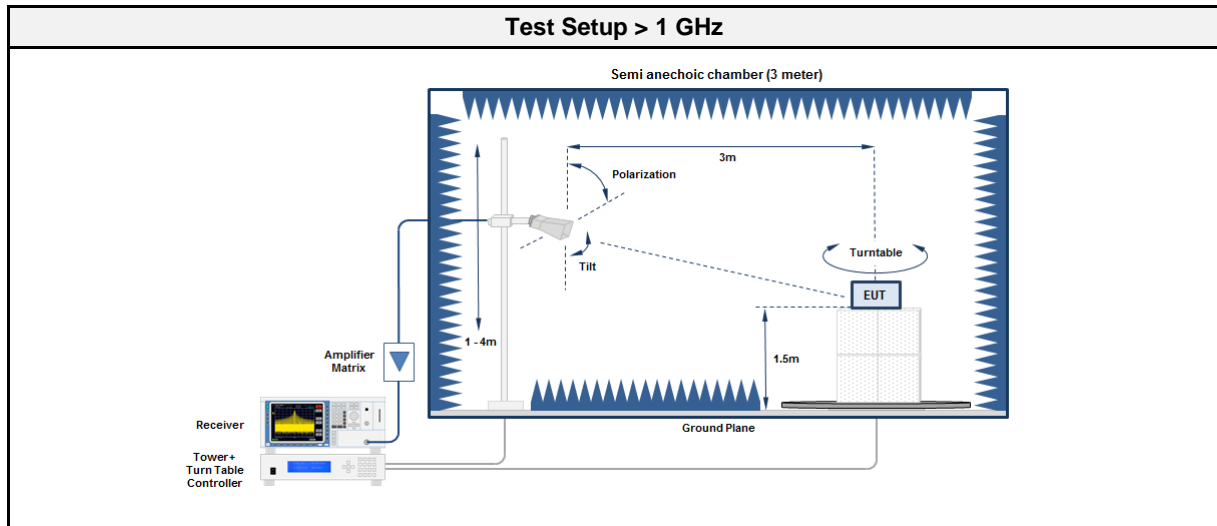 Test Setup > 1 GHz
Semi anechoic chamber (3 meter)
3m
Polarization
Turntable
Tilt
EUT
1 - 4m
1.5m
Amplifier
Matrix
Receiver
Ground Plane
Tower+
Turn Table
Controller